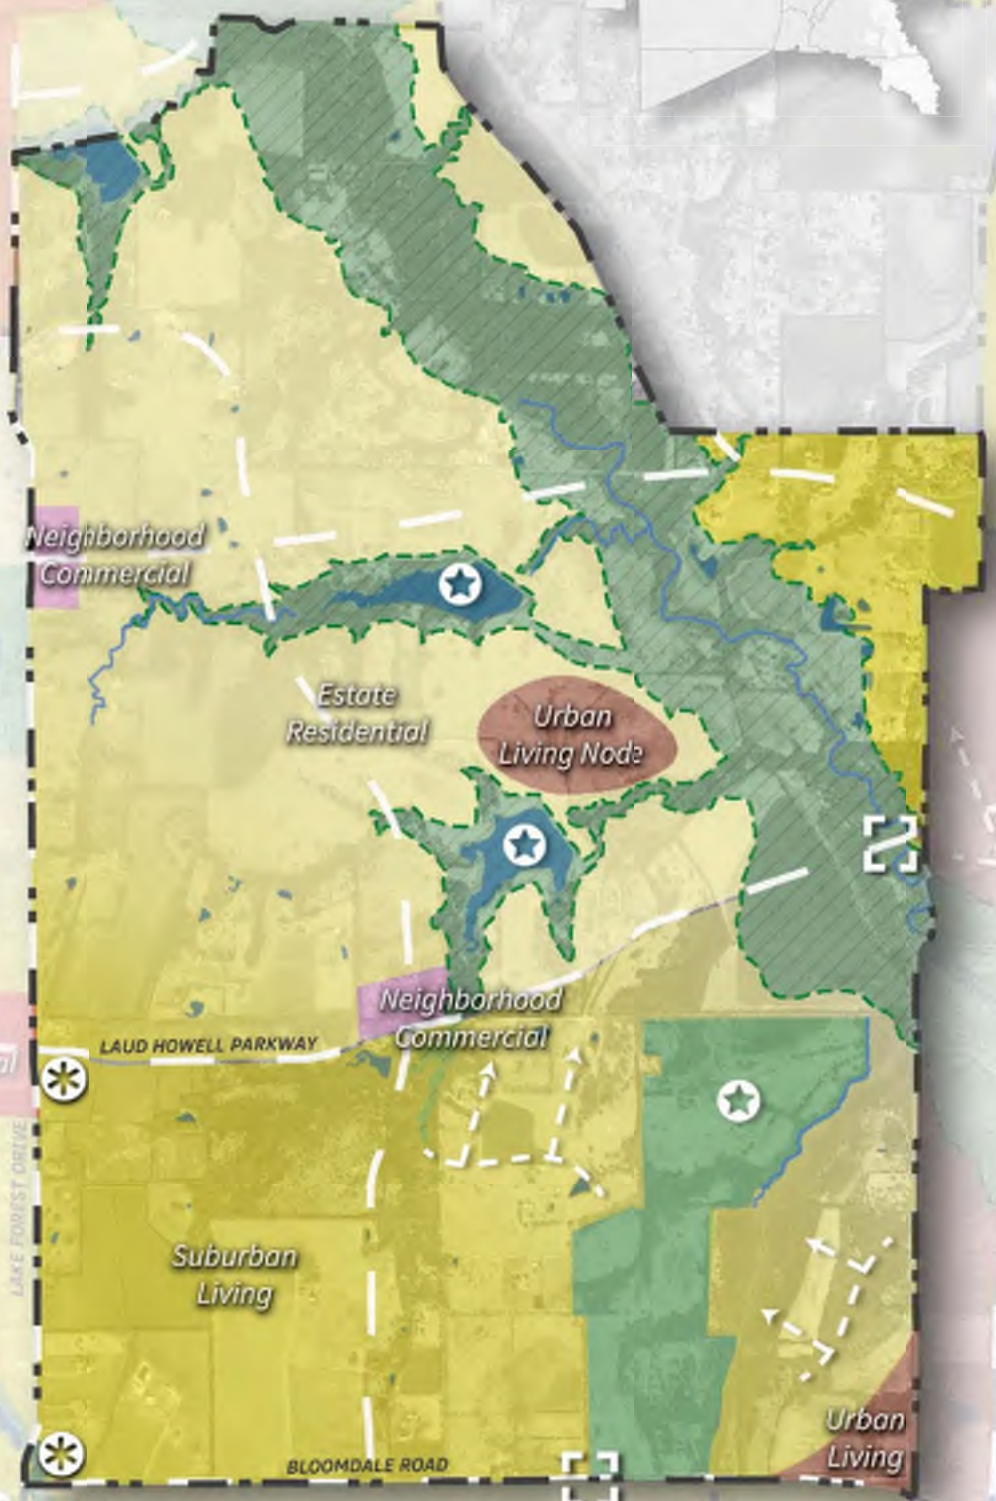 Neighborhood
Commercial
Estate
Residential
Urban
Living Node
Neighborhood
Commercial
LAUD HOWELL PARKWAY
LAKE FOREST DRIVE
Suburban
Living
Urban
Living
BLOOMDALE ROAD